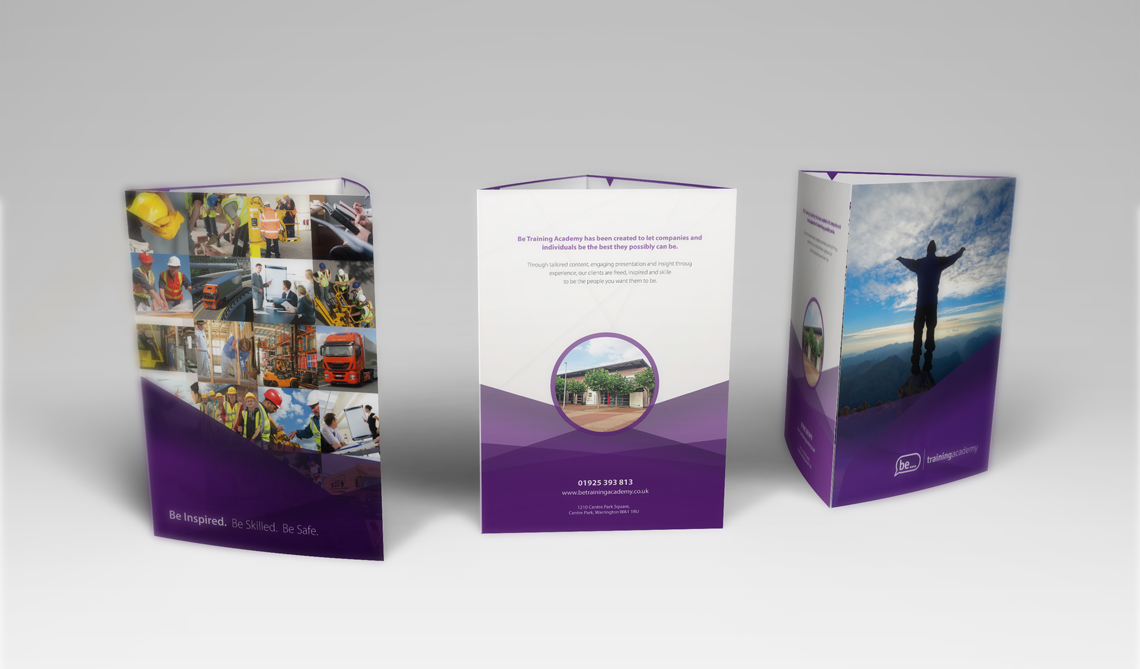 Be Inspired. Be Skilled. Be Safe.
Be Training Academy has been created to let companies and
individuals be the best they possibly can be.
Through tailored content, engaging presentation and insight throug
experience, our clients are freed, inspired and
to be the people you want them to be.
01925 393 813
www.betrainingacademy.co.uk
1210 Centre Park Square,
Centre Park, Warrington WA1 1RU
be...
trainingacademy